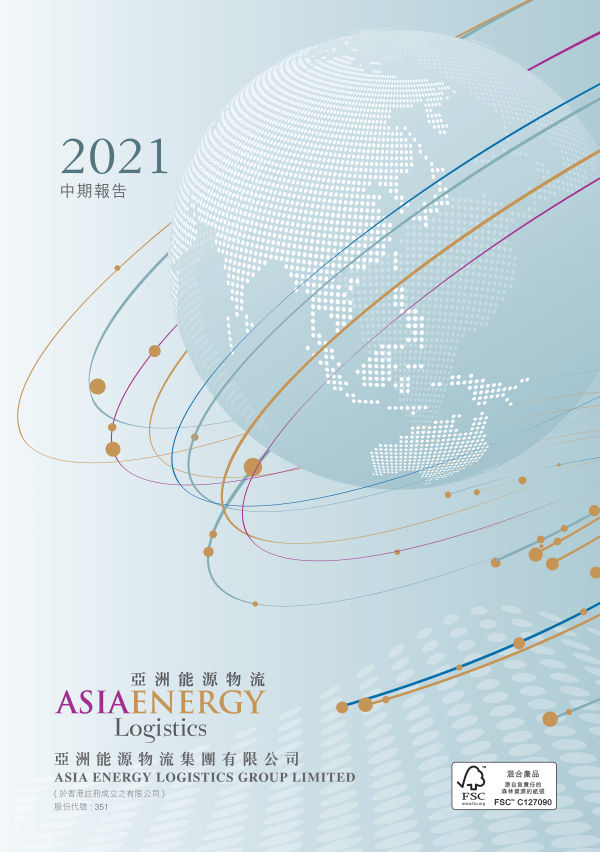 2021
中期報告
亞洲能源物流
ASIAENERGY
Logistics
亞洲能源物流集團有限公司
ASIA ENERGY LOGISTICS GROUP LIMITED
(於香港註冊成立之有限公司)
股份代號 : 351
混合產品
源自負責任的
森林資源的紙張
FSC
www.fsc.org
FSC™ C127090